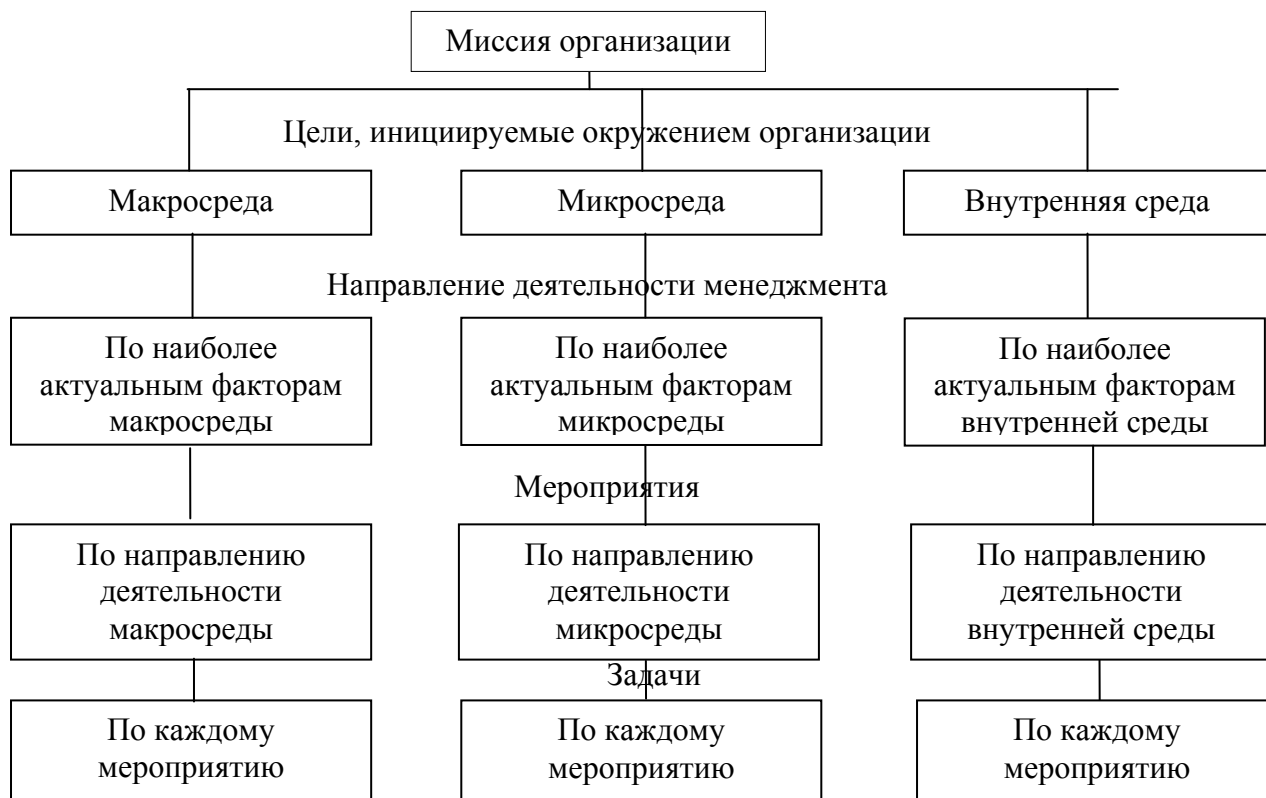 Миссия организации
Цели, инициируемые окружением организации
Макросреда
Микросреда
Внутренняя среда
Направление деятельности менеджмента
По наиболее
актуальным факторам
макросреды
По наиболее
актуальным факторам
микросреды
По наиболее
актуальным факторам
внутренней среды
Мероприятия
По направлению
деятельности
макросреды
По направлению
деятельности
микросреды
По направлению
деятельности
внутренней среды
Задачи
По каждому
мероприятию
По каждому
мероприятию
По каждому
мероприятию